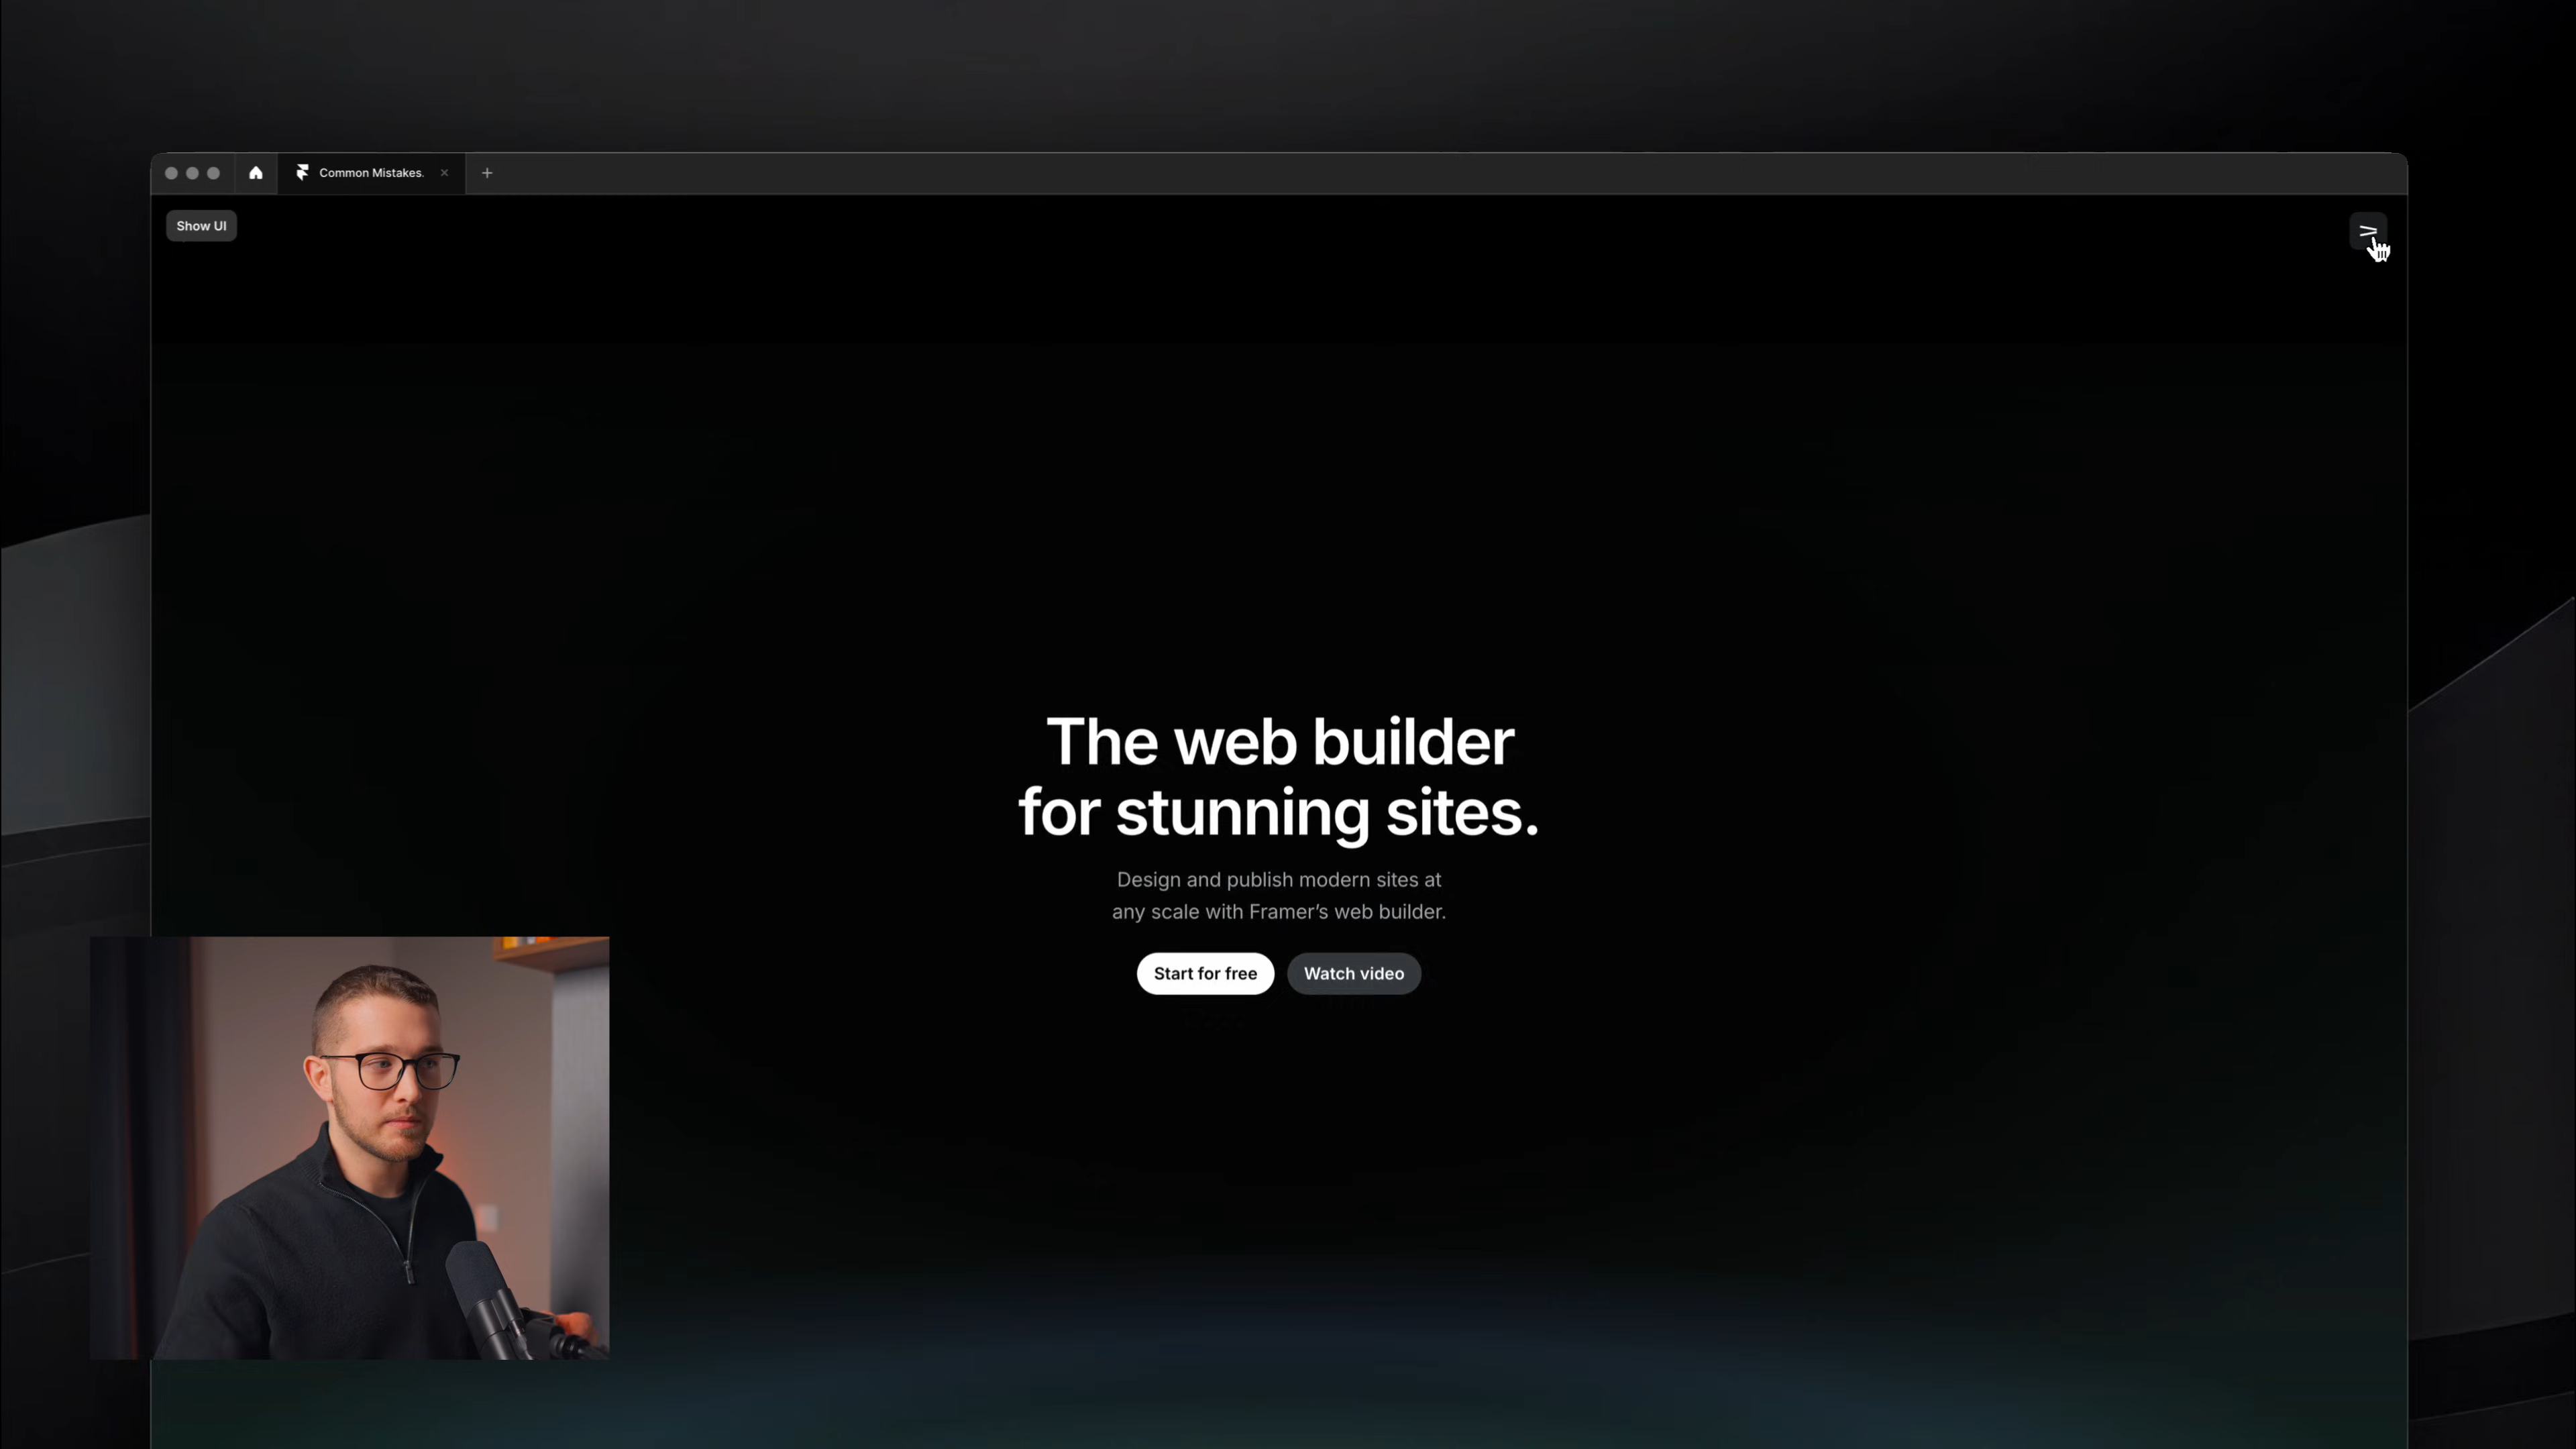 Common Mistakes.
Show UI
The web builder
for stunning sites.
Design and publish modern sites at
any scale with Framer’s web builder.
Start for free
Watch video